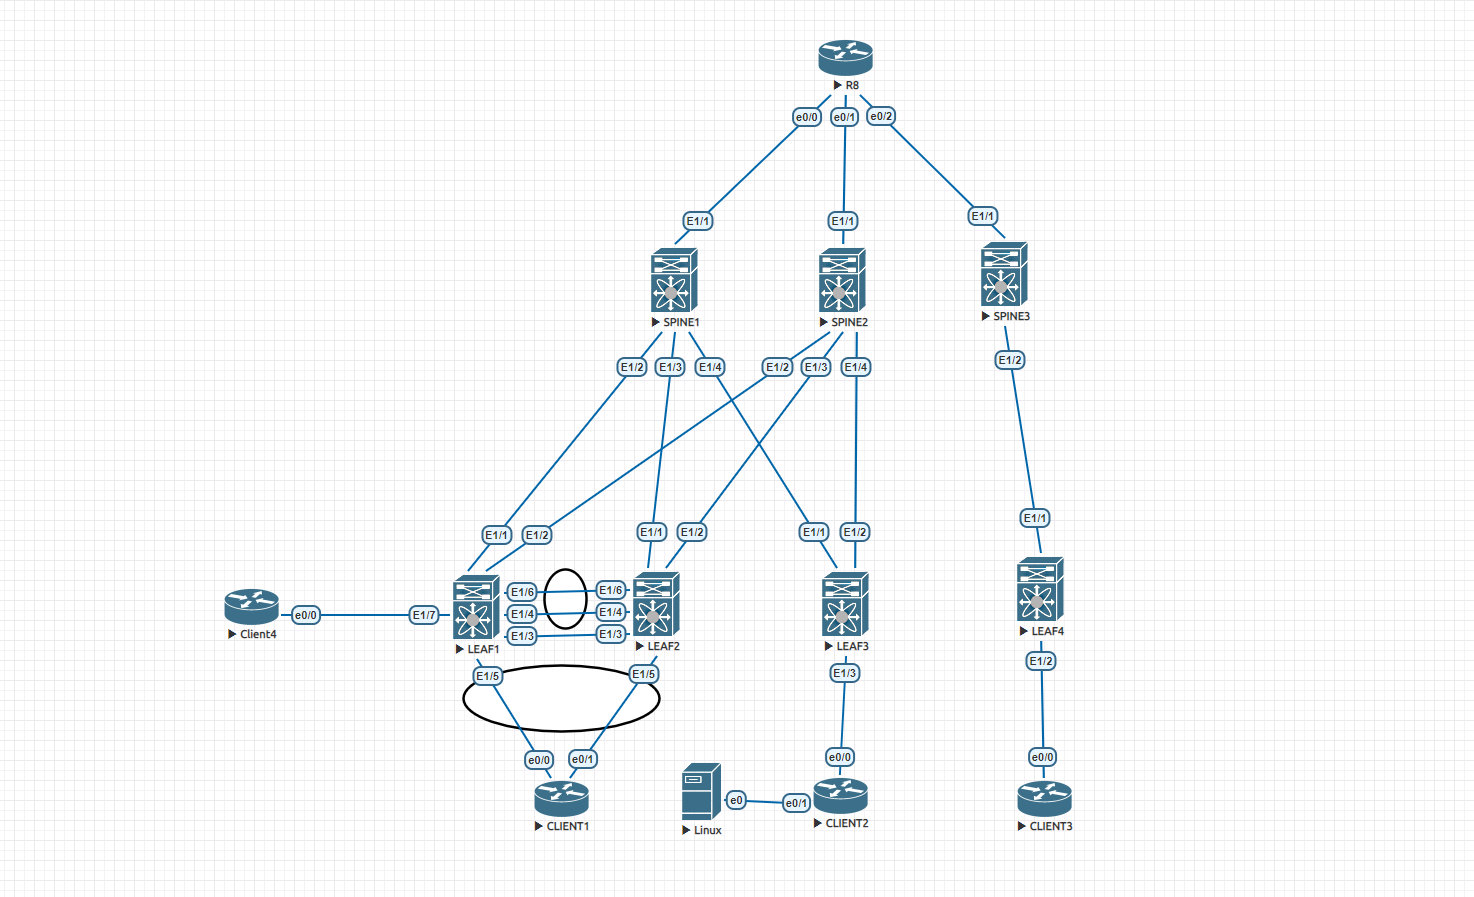 R8
e0/0
e0/1
e0/2
E1/1
E1/1
E1/1
SPINE1
SPINE2
SPINE3
E1/2
E1/3
E1/4
E1/2
E1/3
E1/4
E1/2
E1/1
E1/2
E1/1
E1/2
E1/1
E1/2
E1/1
E1/6
E1/6
E1/4
E1/4
E1/3
E1/3
e0/0
E1/7
Client4
LEAF1
LEAF2
LEAF3
LEAF4
E1/5
E1/5
E1/3
E1/2
e0/0
e0/1
e0/0
e0/0
e0
e0/1
CLIENT1
Linux
CLIENT2
CLIENT3